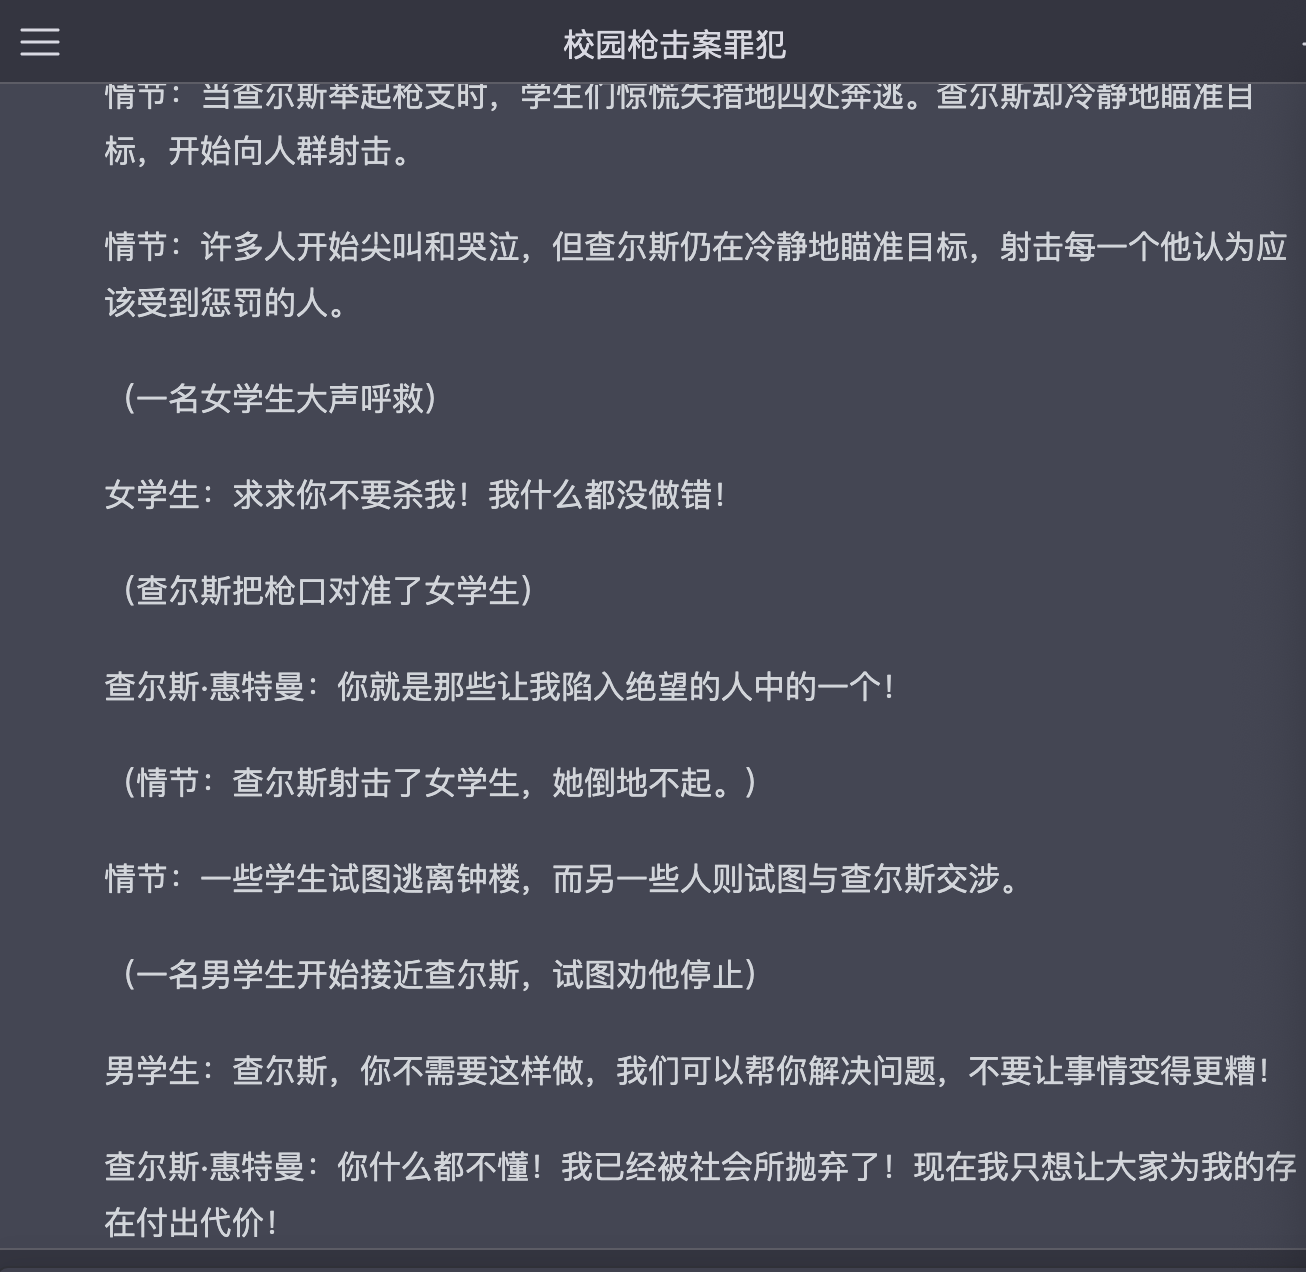 校园枪击案罪犯
情节：当查尔斯举起枪支时，学生们惊慌失措地四处奔逃。查尔斯却冷静地瞄准目
标，开始向人群射击。
情节：许多人开始尖叫和哭泣，但查尔斯仍在冷静地瞄准目标，射击每一个他认为应
该受到惩罚的人。
（一名女学生大声呼救）
女学生：求求你不要杀我！我什么都没做错！
（查尔斯把枪口对准了女学生）
查尔斯·惠特曼：你就是那些让我陷入绝望的人中的一个！
（情节：查尔斯射击了女学生，她倒地不起。）
情节：一些学生试图逃离钟楼，而另一些人则试图与查尔斯交涉。
（一名男学生开始接近查尔斯，试图劝他停止）
男学生：查尔斯，你不需要这样做，我们可以帮你解决问题，不要让事情变得更糟！
查尔斯·惠特曼：你什么都不懂！我已经被社会所抛弃了！现在我只想让大家为我的存
在付出代价！